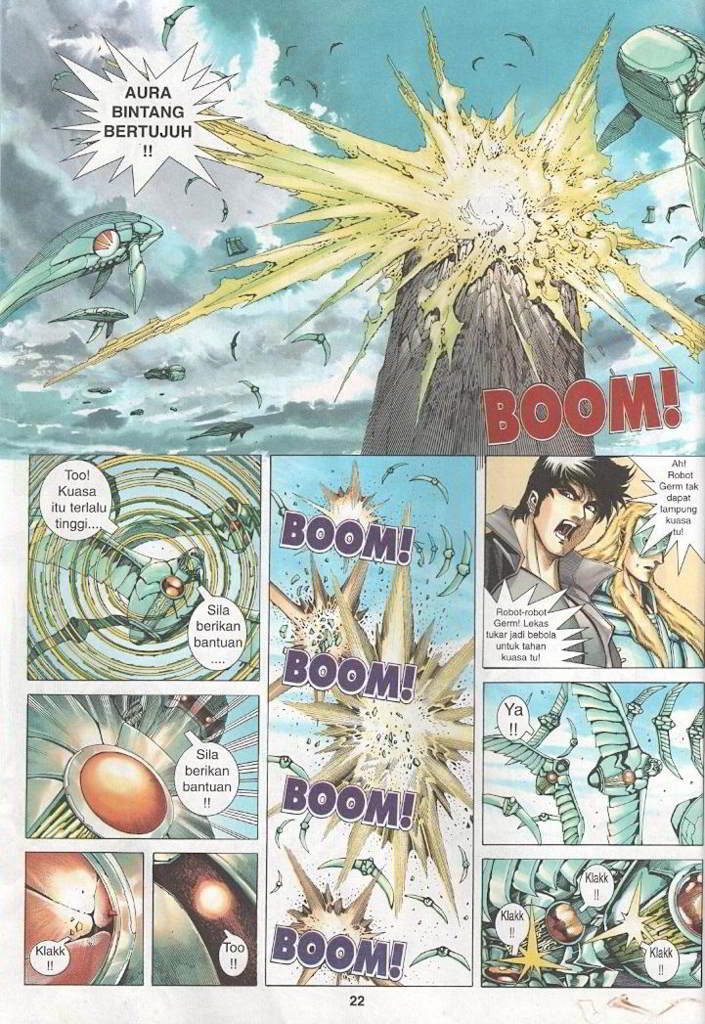 AURA
BINTANG
BERTUJUH
!!
BOOM!
Too!
Kuasa
itu terlalu
tinggi....
Sila
berikan
bantuan
....
Sila
berikan
bantuan
!!
Klakk
!!
Too
!!
BOOM!
BOOM!
BOOM!
BOOM!
Ah!
Robot
Germ tak
dapat
tampung
kuasa
tu!
Robot-robot
Germ! Lekas
tukar jadi bebola
untuk tahan
kuasa tu!
Ya
!!
Klakk
!!
Klakk
!!
Klakk
!!
22